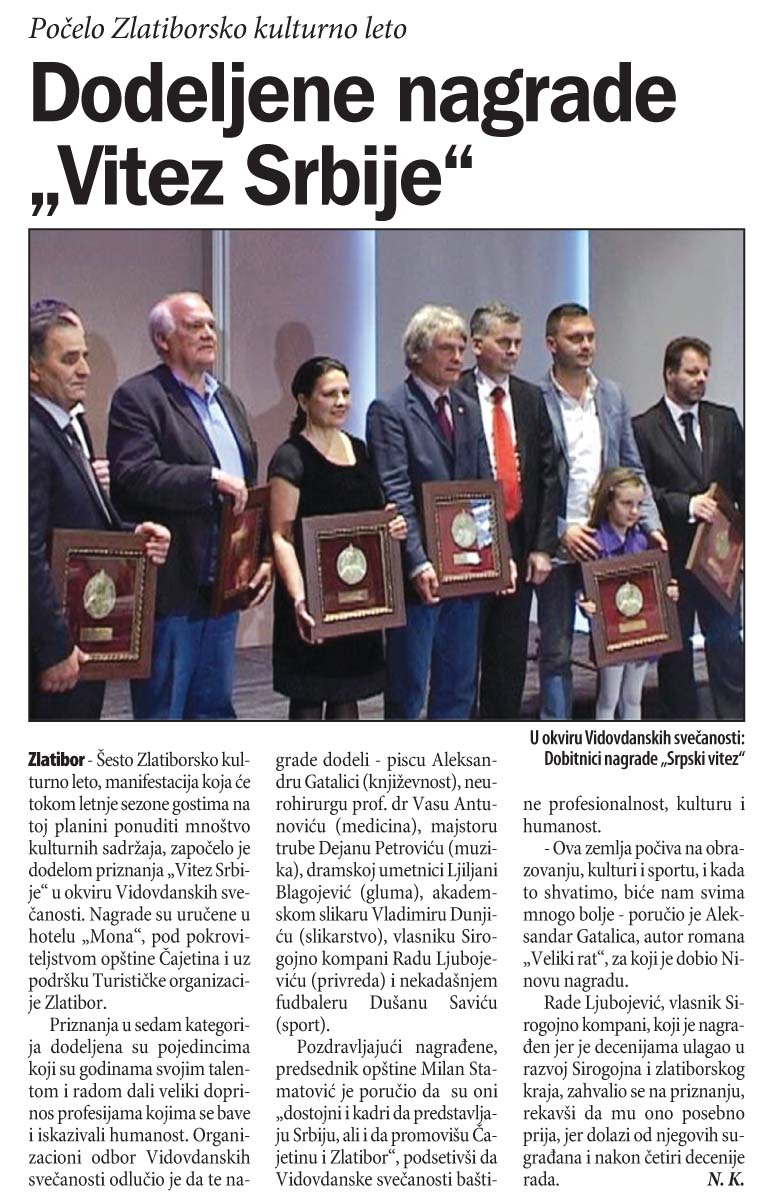 Počelo Zlatiborsko kulturno leto
Dodeljene nagrade
„Vitez Srbije“
U okviru Vidovdanskih svečanosti:
Dobitnici nagrade „Srpski vitez“
Zlatibor - Šesto Zlatiborsko kul-
turno leto, manifestacija koja će
tokom letnje sezone gostima na
toj planini ponuditi mnoštvo
kulturnih sadržaja, započelo je
dodelom priznanja „Vitez Srbi-
je“ u okviru Vidovdanskih sve-
čanosti. Nagrade su uručene u
hotelu „Mona“, pod pokrovi-
teljstvom opštine Čajetina i uz
podršku Turističke organizaci-
je Zlatibor.
Priznanja u sedam kategori-
ja dodeljena su pojedincima
koji su godinama svojim talen-
tom i radom dali veliki dopri-
nos profesijama kojima se bave
i iskazivali humanost. Organi-
zacioni odbor Vidovdanskih
svečanosti odlučio je da te na-
grade dodeli - piscu Aleksan-
dru Gatalici (književnost), neu-
rohirurgu prof. dr Vasu Antu-
noviću (medicina), majstoru
trube Dejanu Petroviću (muzi-
ka), dramskoj umetnici Ljiljani
Blagojević (gluma), akadem-
skom slikaru Vladimiru Dunji-
ću (slikarstvo), vlasniku Siro-
gojno kompani Radu Ljuboje-
viću (privreda) i nekadašnjem
fudbaleru Dušanu Saviću
(sport).
Pozdravljajući nagrađene,
predsednik opštine Milan Sta-
matović je poručio da su oni
„dostojni i kadri da predstavlja-
ju Srbiju, ali i da promovišu Ča-
jetinu i Zlatibor“, podsetivši da
Vidovdanske svečanosti bašti-
ne profesionalnost, kulturu i
humanost.
- Ova zemlja počiva na obra-
zovanju, kulturi i sportu, i kada
to shvatimo, biće nam svima
mnogo bolje - poručio je Alek-
sandar Gatalica, autor romana
„Veliki rat“, za koji je dobio Ni-
novu nagradu.
Rade Ljubojević, vlasnik Si-
rogojno kompani, koji je nagra-
đen jer je decenijama ulagao u
razvoj Sirogojna i zlatiborskog
kraja, zahvalio se na priznanju,
rekavši da mu ono posebno
prija, jer dolazi od njegovih su-
građana i nakon četiri decenije
rada. N. K.